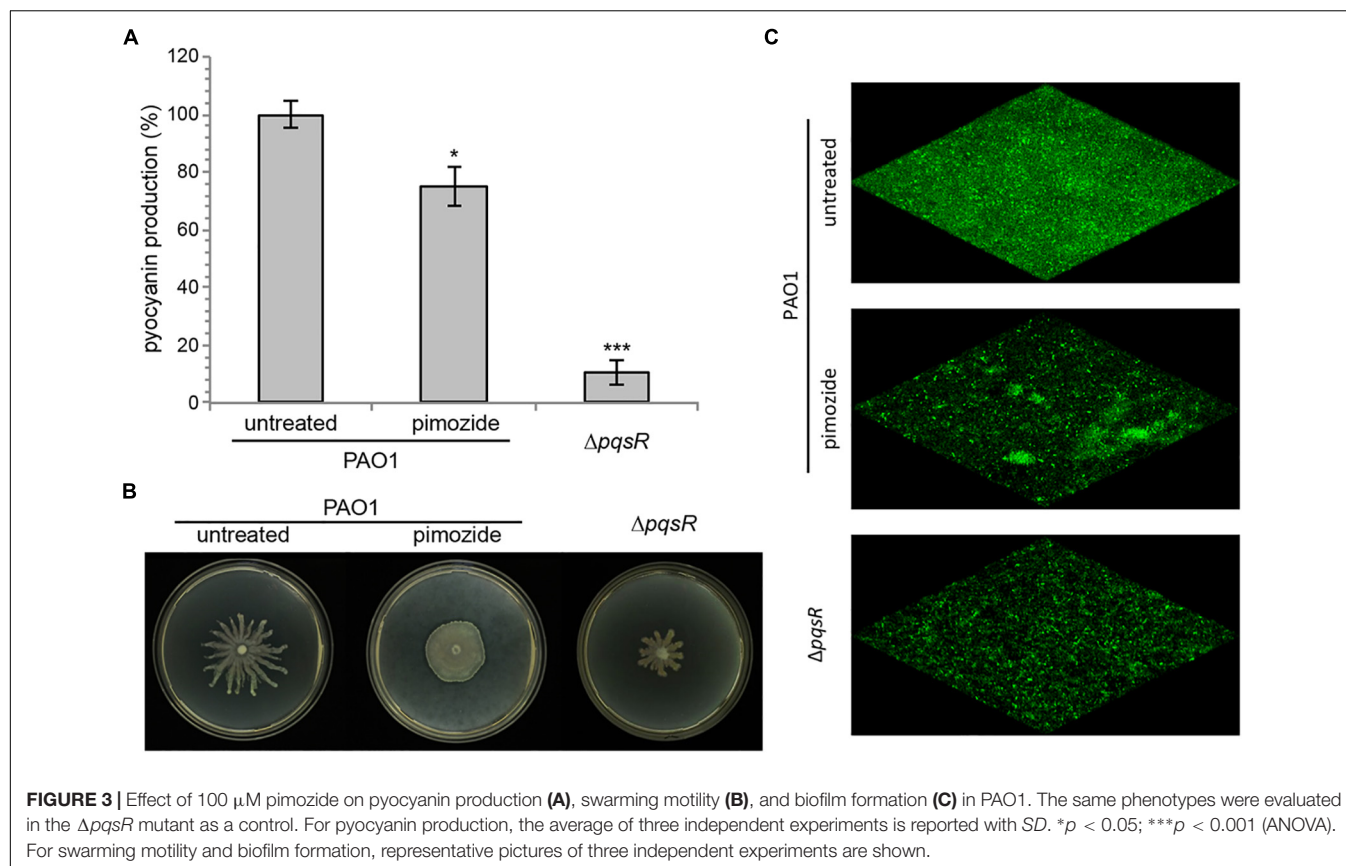 A
120
100
80
60
40
20
0
pyocyanin production (%)
*
***
untreated
pimozide
ΔpqsR
PAO1
B
PAO1
untreated
pimozide
ΔpqsR
C
PAO1
untreated
pimozide
ΔpqsR
FIGURE 3 | Effect of 100 μM pimozide on pyocyanin production (A), swarming motility (B), and biofilm formation (C) in PAO1. The same phenotypes were evaluated
in the ΔpqsR mutant as a control. For pyocyanin production, the average of three independent experiments is reported with SD. *p < 0.05; ***p < 0.001 (ANOVA).
For swarming motility and biofilm formation, representative pictures of three independent experiments are shown.